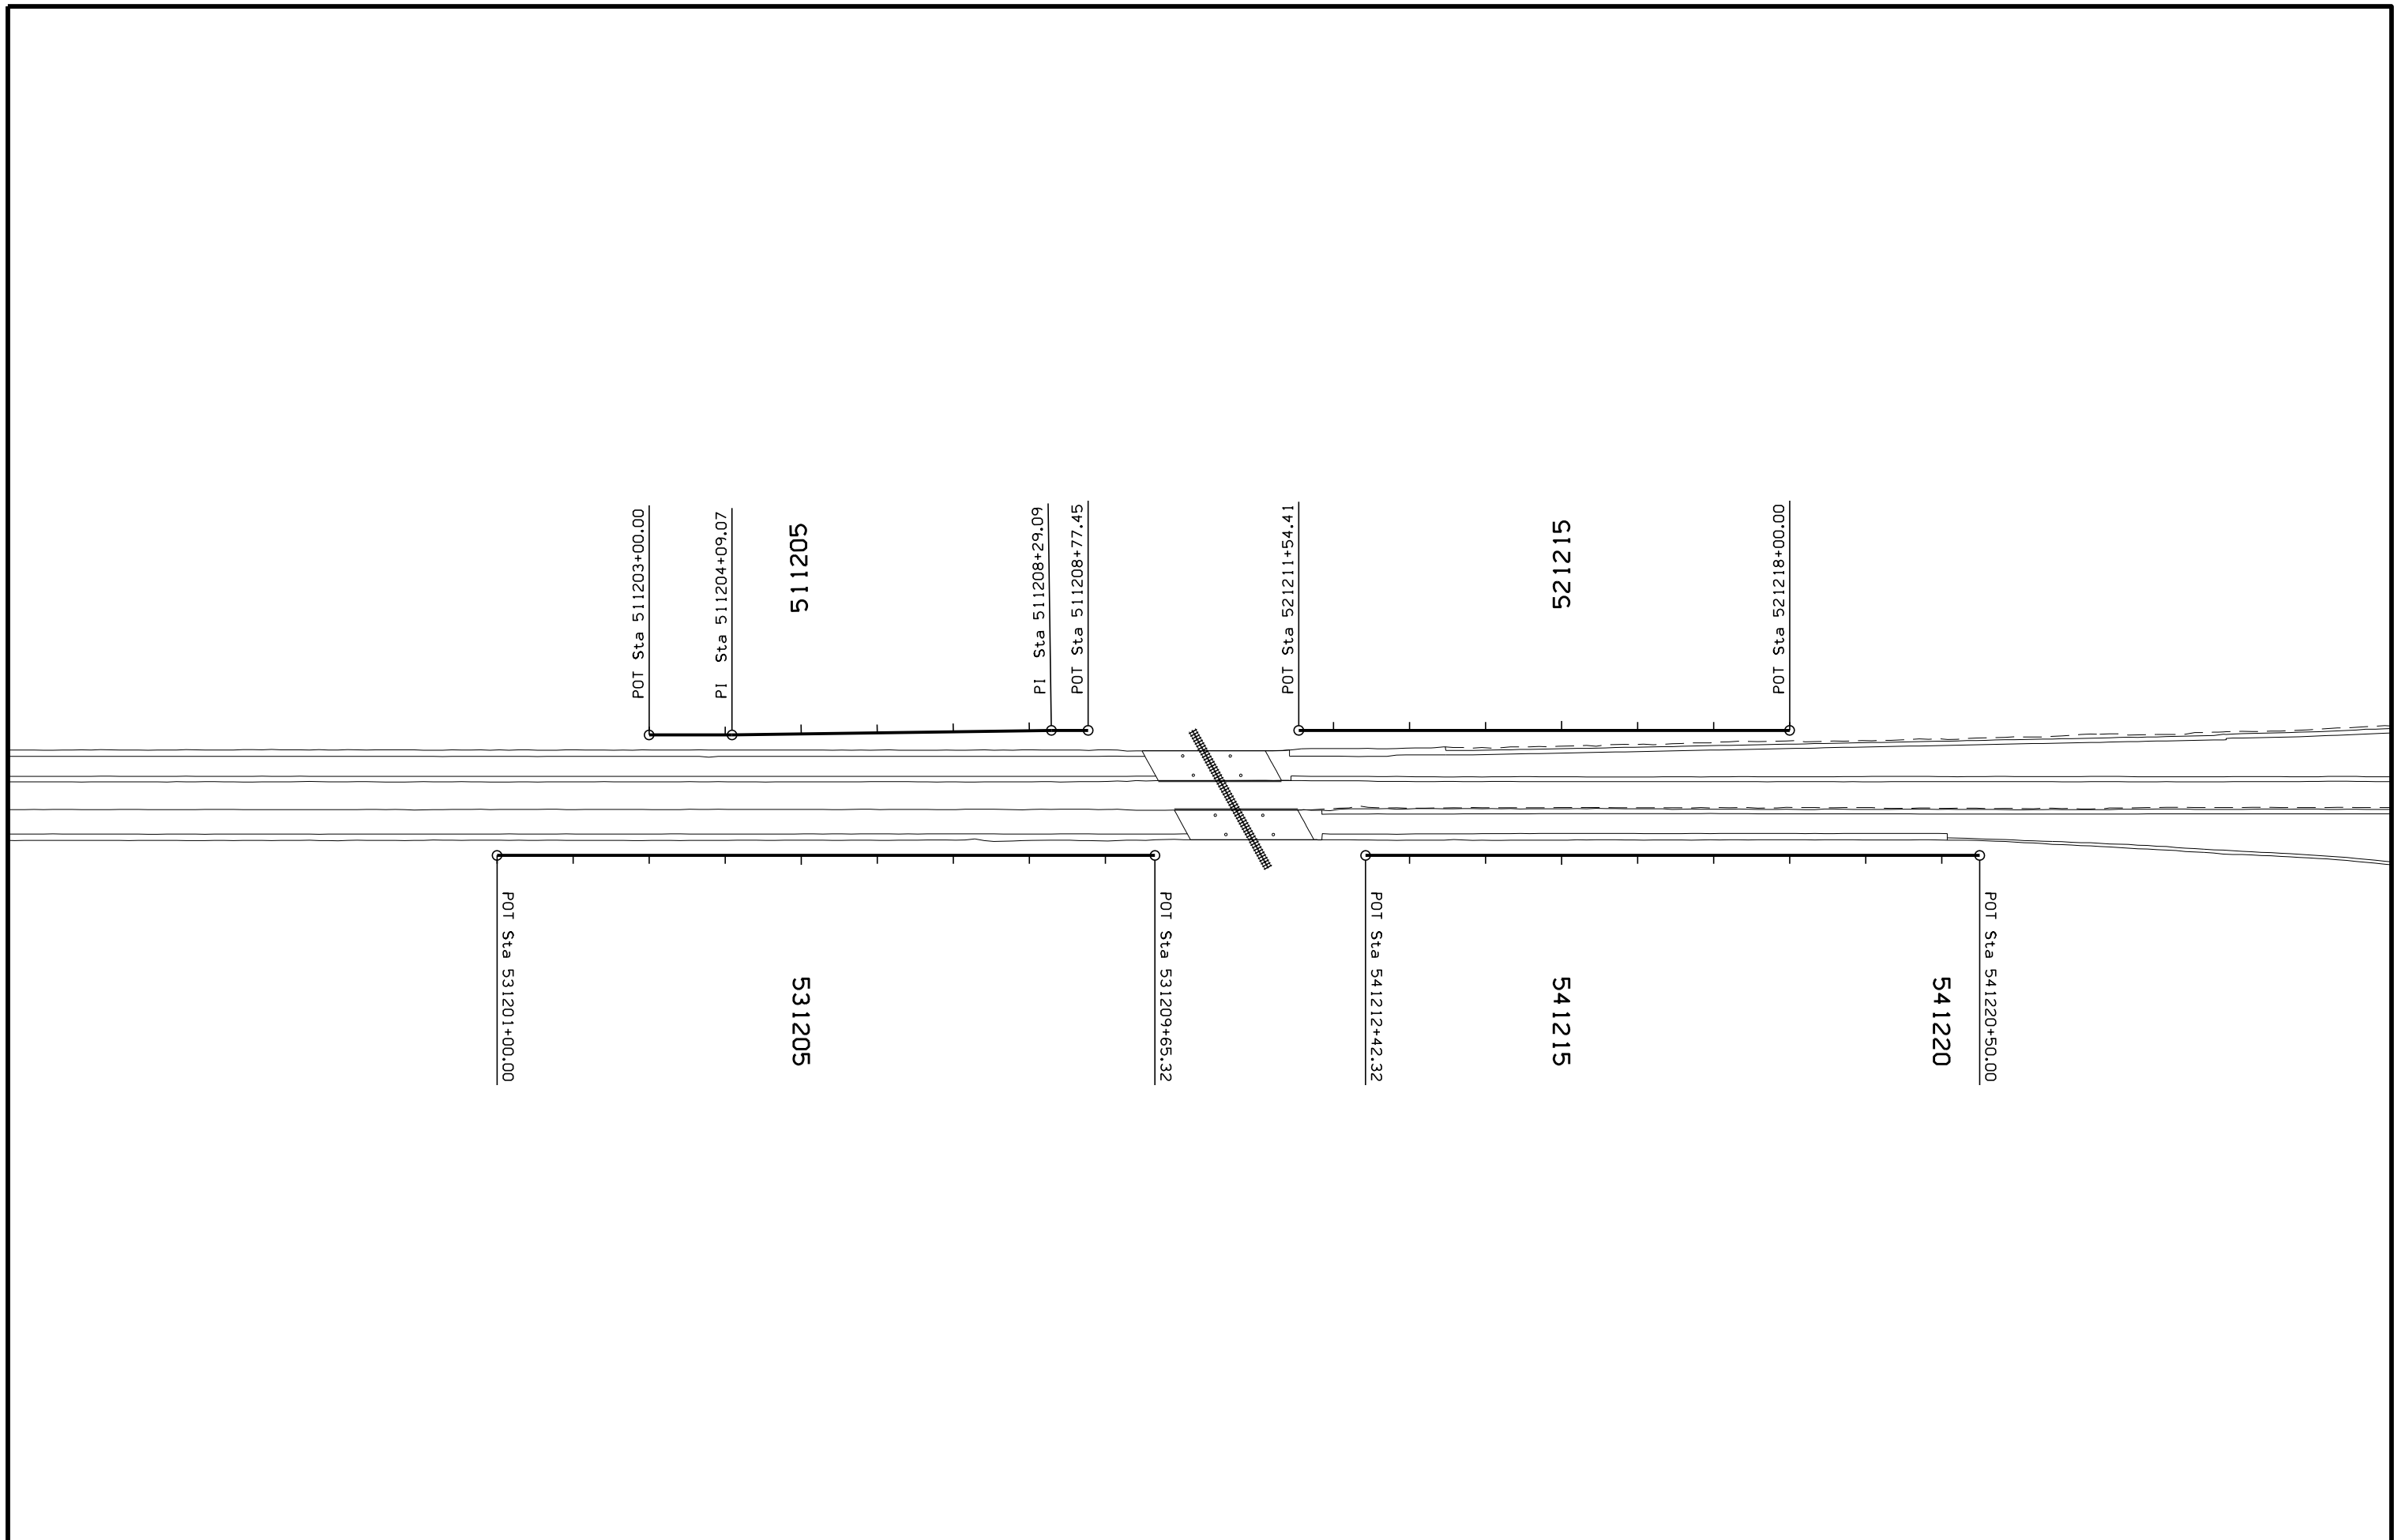 POT Sta 511203+00.00
PI Sta 511204+09.07
511205
PI Sta 511208+29.09
POT Sta 511208+77.45
POT Sta 521211+54.41
521215
POT Sta 521218+00.00
POT Sta 531201+00.00
531205
POT Sta 531209+65.32
POT Sta 541212+42.32
541215
541220
POT Sta 541220+50.00